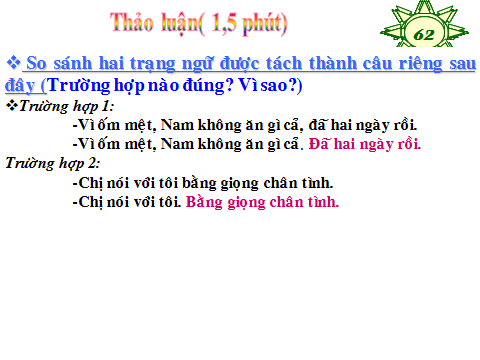 Thảo luận( 1,5 phút)
62
So sánh hai trạng ngữ được tách thành câu riêng sau
đây (Trường hợp nào đúng? Vì sao?)
Trường hợp 1:
-Vì ốm mệt, Nam không ăn gì cả, đã hai ngày rồi.
-Vì ốm mệt, Nam không ăn gì cả. Đã hai ngày rồi.
Trường hợp 2:
-Chị nói với tôi bằng giọng chân tình.
-Chị nói với tôi. Bằng giọng chân tình.